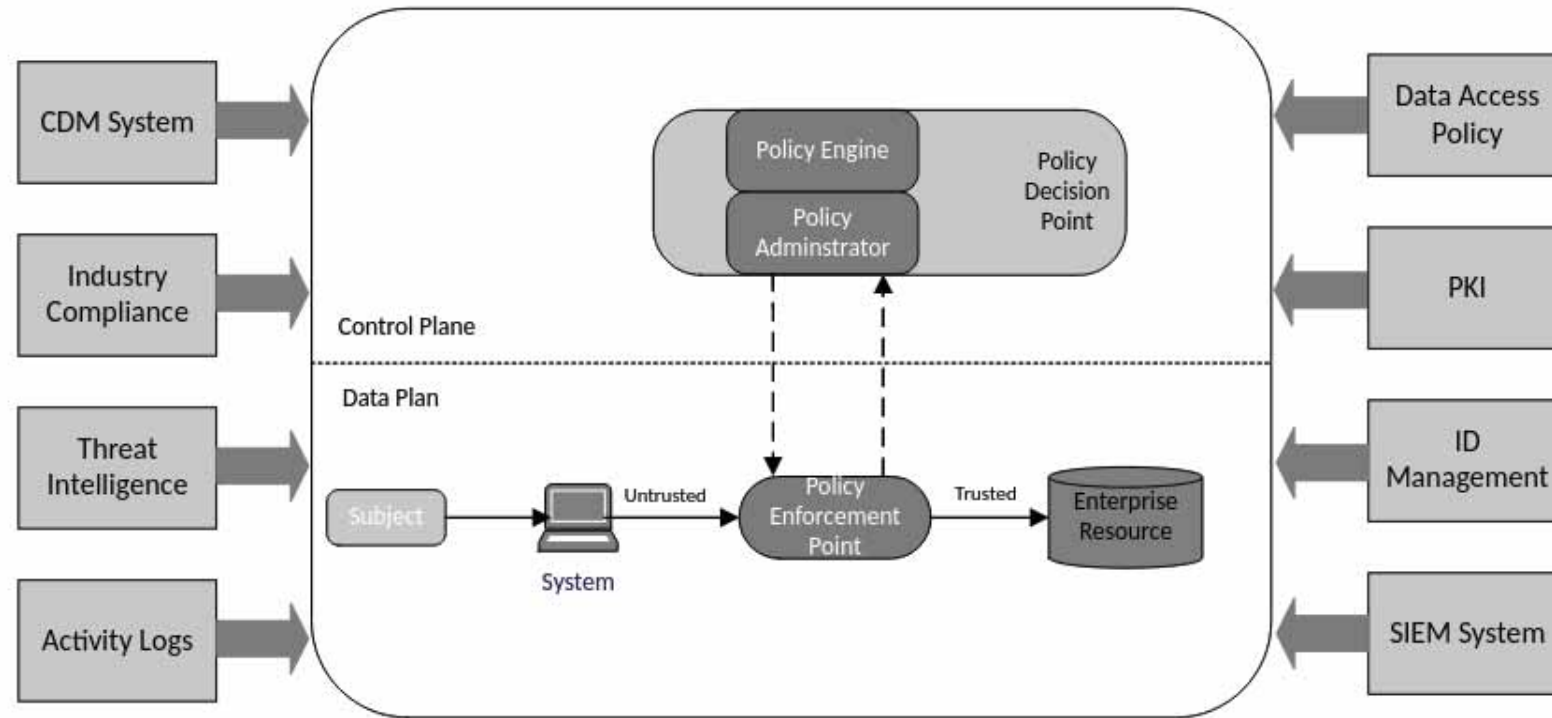 CDM System
Industry
Compliance
Threat
Intelligence
Activity Logs
Policy Engine
Policy
Adminstrator
Policy
Decision
Point
Control Plane
Data Plan
Subject
System
Untrusted
Policy
Enforcement
Point
Trusted
Enterprise
Resource
Data Access
Policy
PKI
ID
Management
SIEM System